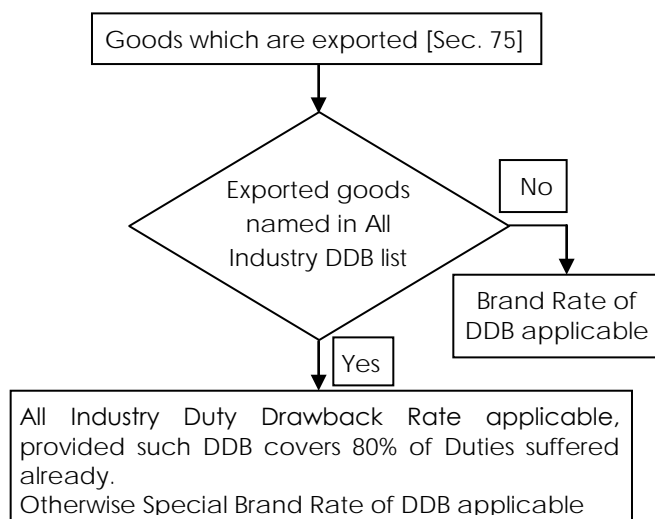 Goods which are exported [Sec. 75]
Exported goods
named in All
Industry DDB list
No
Brand Rate of
DDB applicable
Yes
All Industry Duty Drawback Rate applicable,
provided such DDB covers 80% of Duties suffered
already.
Otherwise Special Brand Rate of DDB applicable